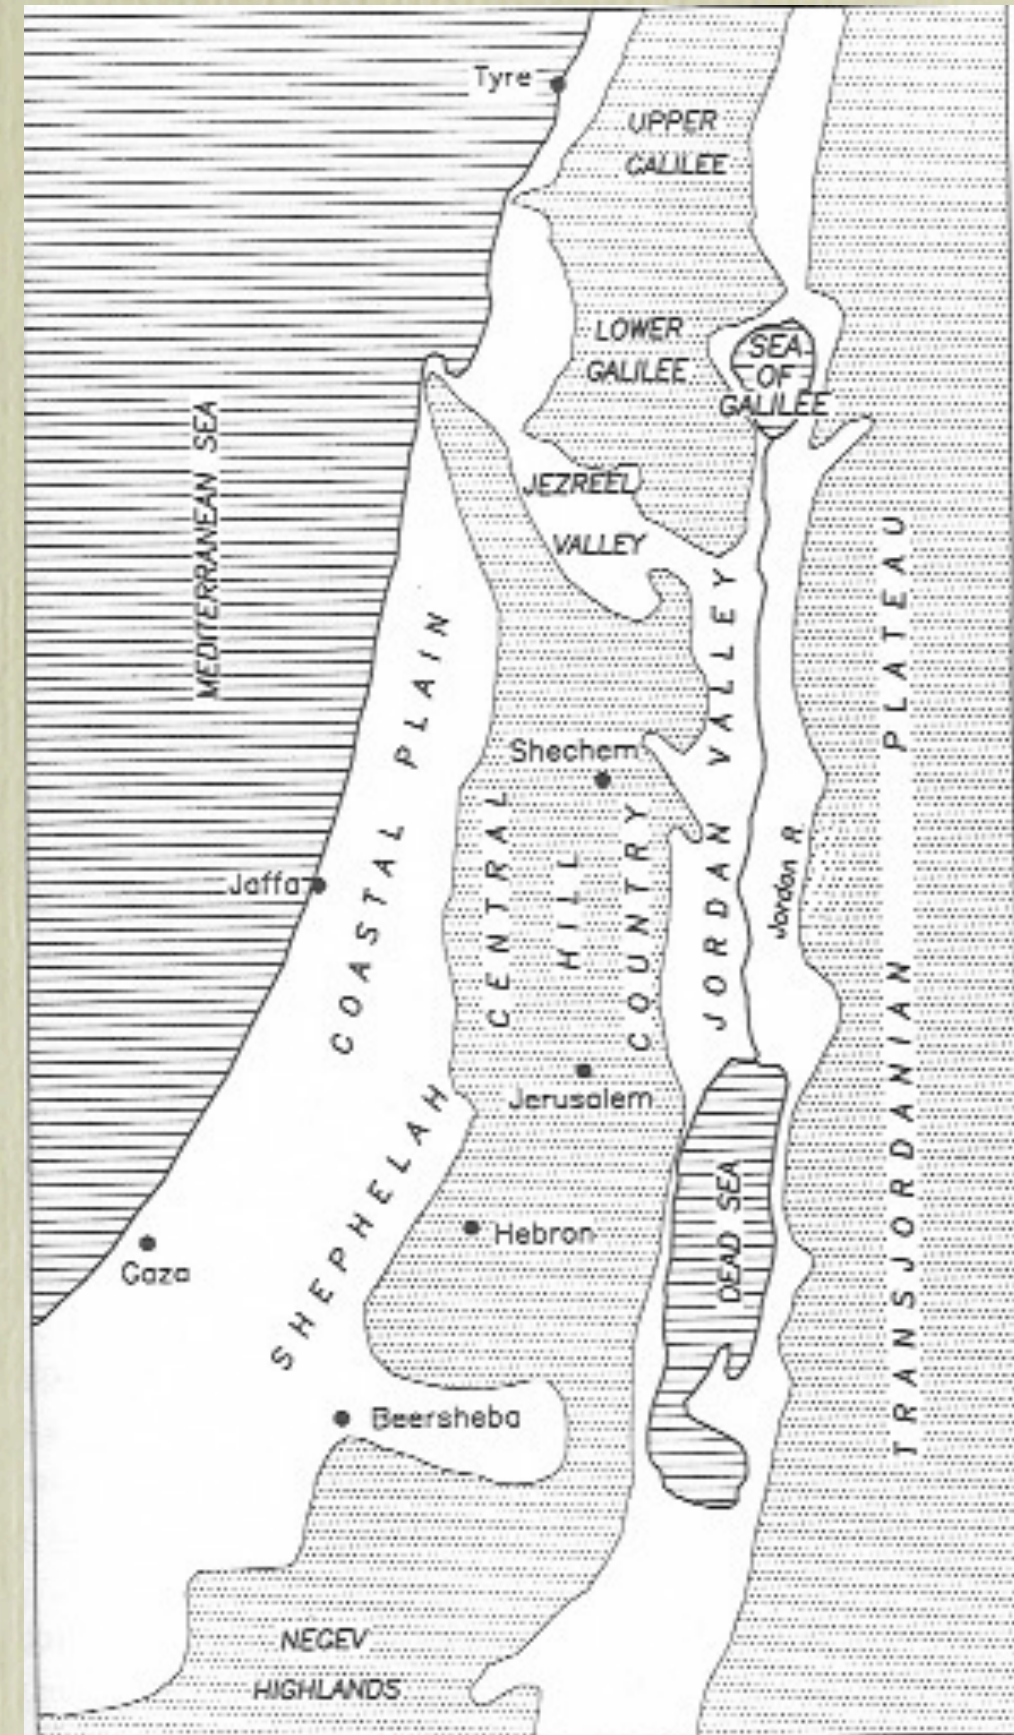 Tyre
UPPER
GALILEE
LOWER
GALILEE
SEA
OF
GALILEE
MEDITERRANEAN SEA
JEZREEL
VALLEY
COASTAL PLAIN
Shechem
CENTRAL
HILL
COUNTRY
JORDAN VALLEY
Jordan R.
TRANSJORDANIAN PLATEAU
Jaffa
Jerusalem
SHEPHELAH
Hebron
DEAD SEA
Gaza
Beersheba
NEGEV
HIGHLANDS